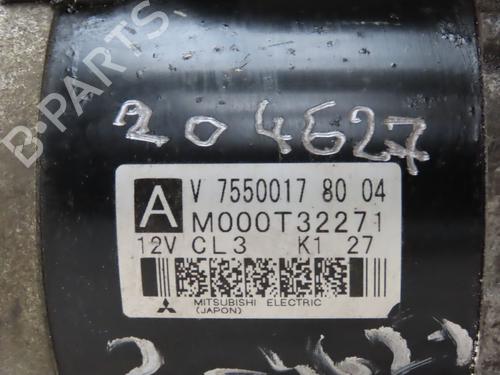 B-PARTS
204627
A
V 7550017 80 04
M000T32271
12V CL3 K1 27
MITSUBISHI ELECTRIC
(JAPON)